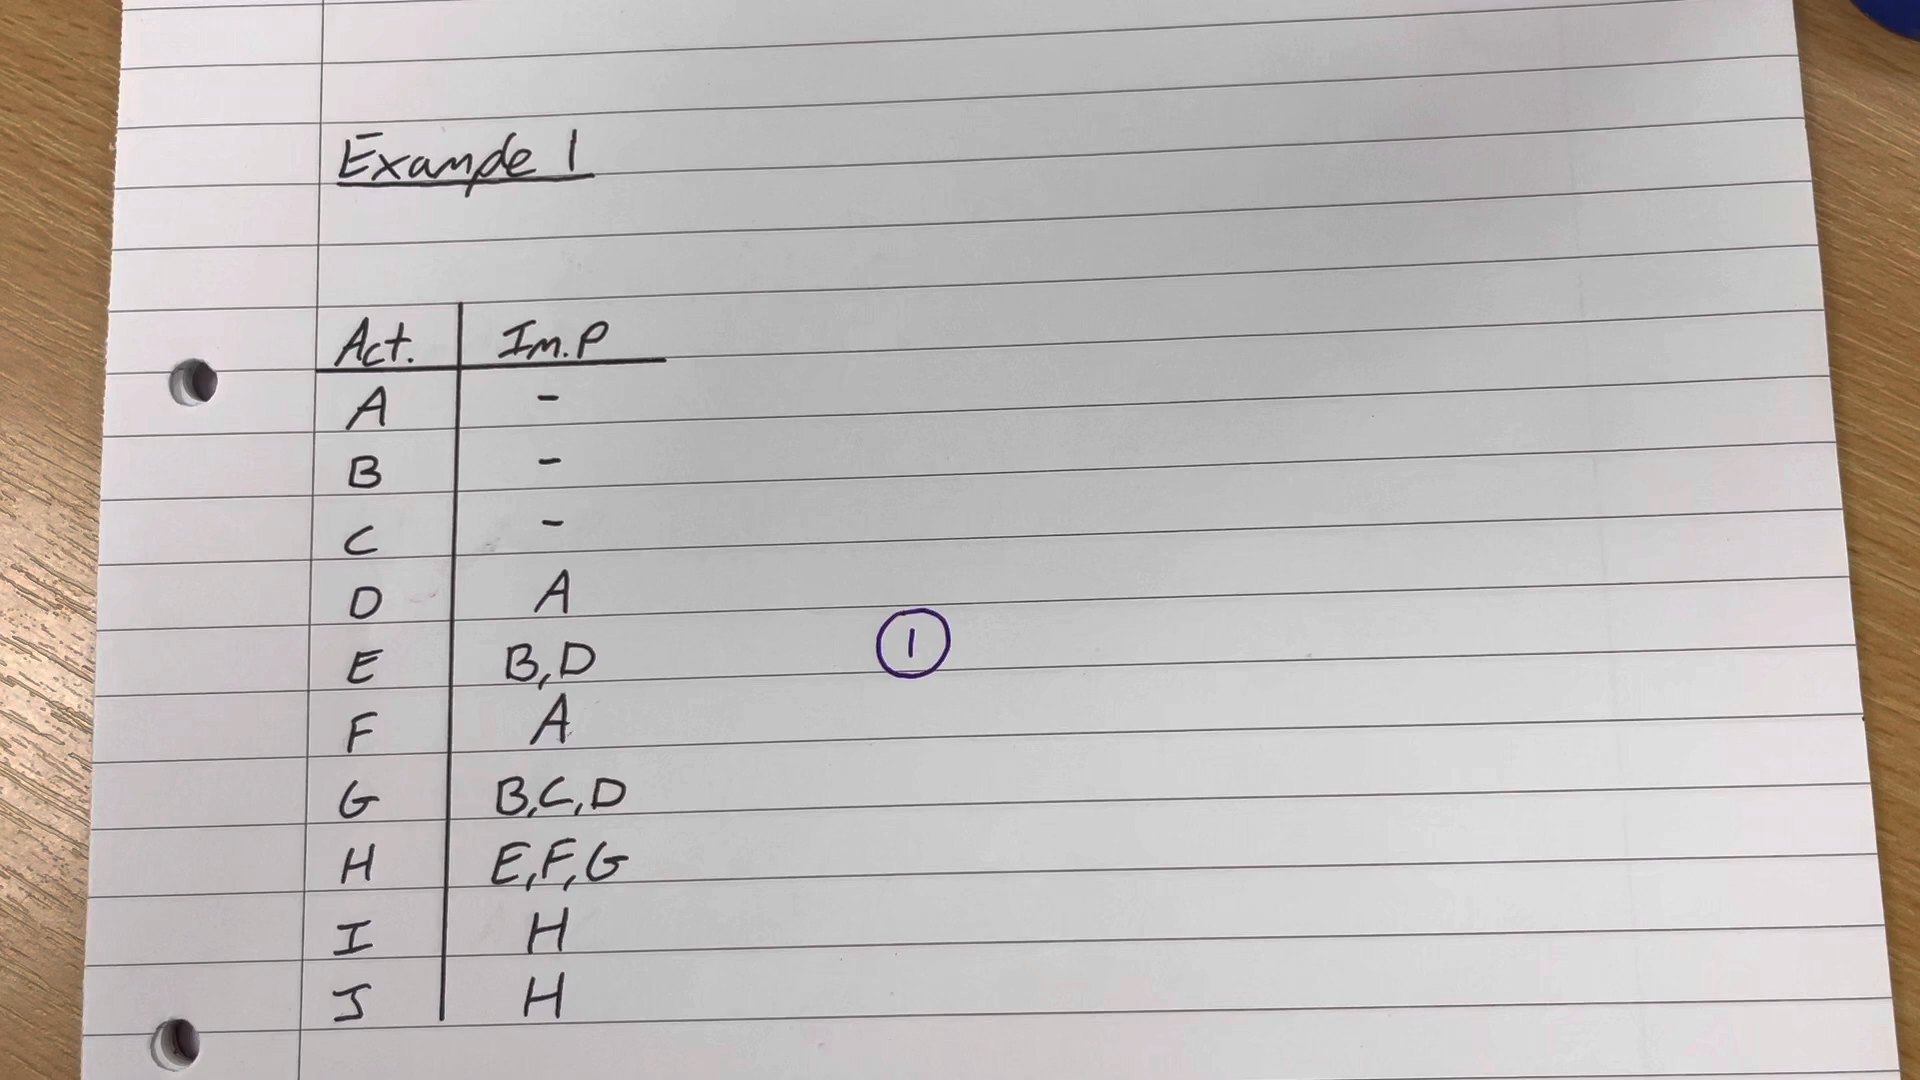 Example 1
Act. Im.P
A -
B -
C -
D A
E B,D
F A
G B,C,D
H E,F,G
I H
J H
1